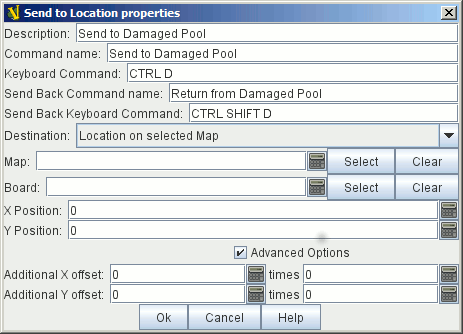 Send to Location properties
Description: Send to Damaged Pool
Command name: Send to Damaged Pool
Keyboard Command: CTRL D
Send Back Command name: Return from Damaged Pool
Send Back Keyboard Command: CTRL SHIFT D
Destination: Location on selected Map
Map: Select Clear
Board: Select Clear
X Position: 0
Y Position: 0
Advanced Options
Additional X offset: 0 times 0
Additional Y offset: 0 times 0
Ok Cancel Help